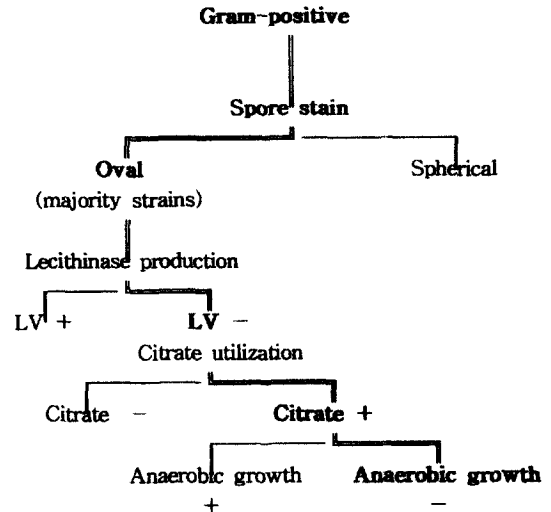 Gram-positive
Spore stain
Oval
Spherical
(majority strains)
Lecithinase production
LV +
LV -
Citrate utilization
Citrate -
Citrate +
Anaerobic growth
Anaerobic growth
+
-